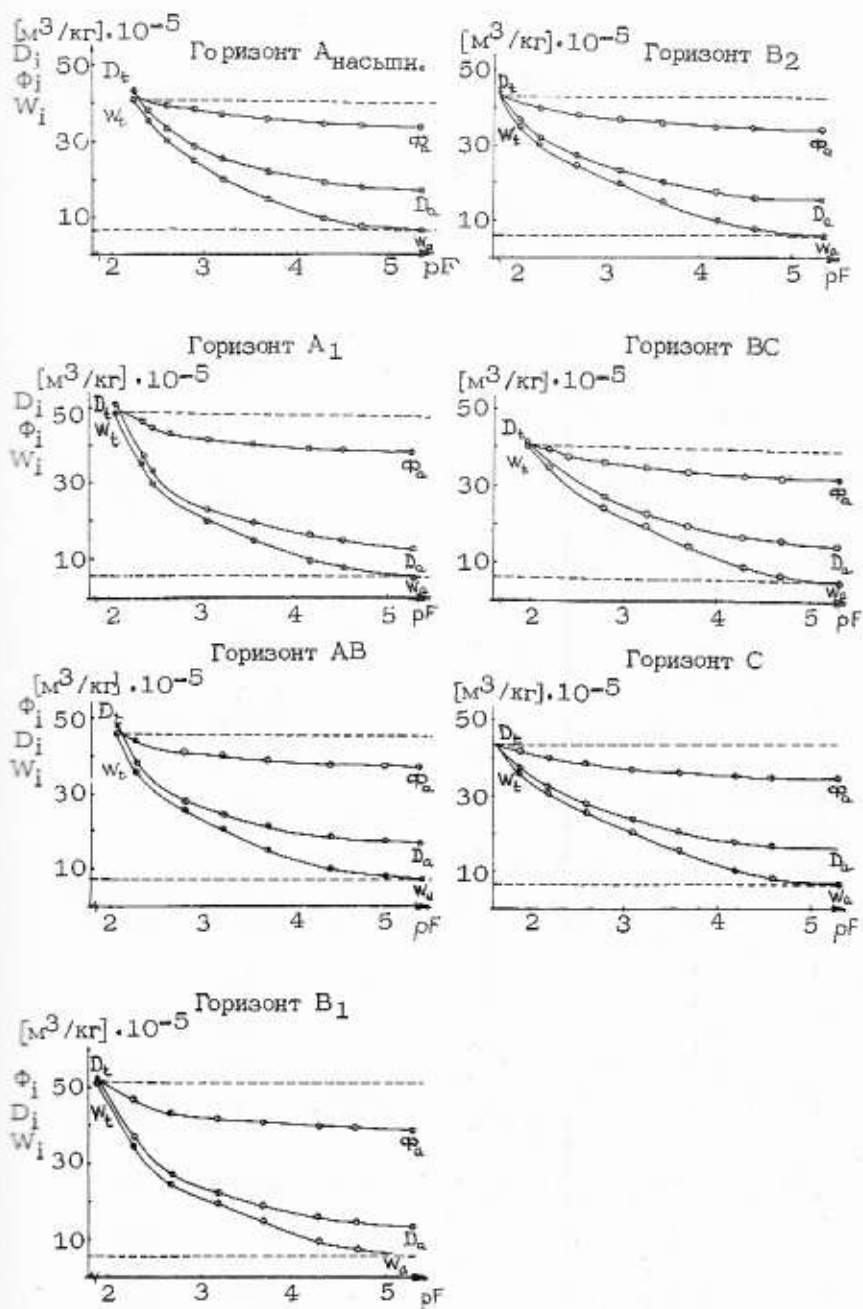 [м³/кг].10⁻⁵
Горизонт Aнасыпн.
D_i
Φ_i
W_i
50
30
10
D_t
W_t
Φ_a
D_a
W_a
2 3 4 5 pF
[м³/кг].10⁻⁵
Горизонт B₂
50
30
10
D_t
W_t
Φ_a
D_a
W_a
2 3 4 5 pF
Горизонт A₁
[м³/кг].10⁻⁵
D_i
Φ_i
W_i
50
30
10
D_t
W_t
Φ_a
D_a
W_a
2 3 4 5 pF
Горизонт BC
[м³/кг].10⁻⁵
50
30
10
D_t
W_t
Φ_a
D_a
W_a
2 3 4 5 pF
Горизонт AB
[м³/кг].10⁻⁵
Φ_i
D_i
W_i
50
30
10
D_t
W_t
Φ_a
D_a
W_a
2 3 4 5 pF
Горизонт C
[м³/кг].10⁻⁵
50
30
10
D_t
W_t
Φ_a
D_a
W_a
2 3 4 5 pF
Горизонт B₁
[м³/кг].10⁻⁵
Φ_i
D_i
W_i
50
30
10
D_t
W_t
Φ_a
D_a
W_a
2 3 4 5 pF